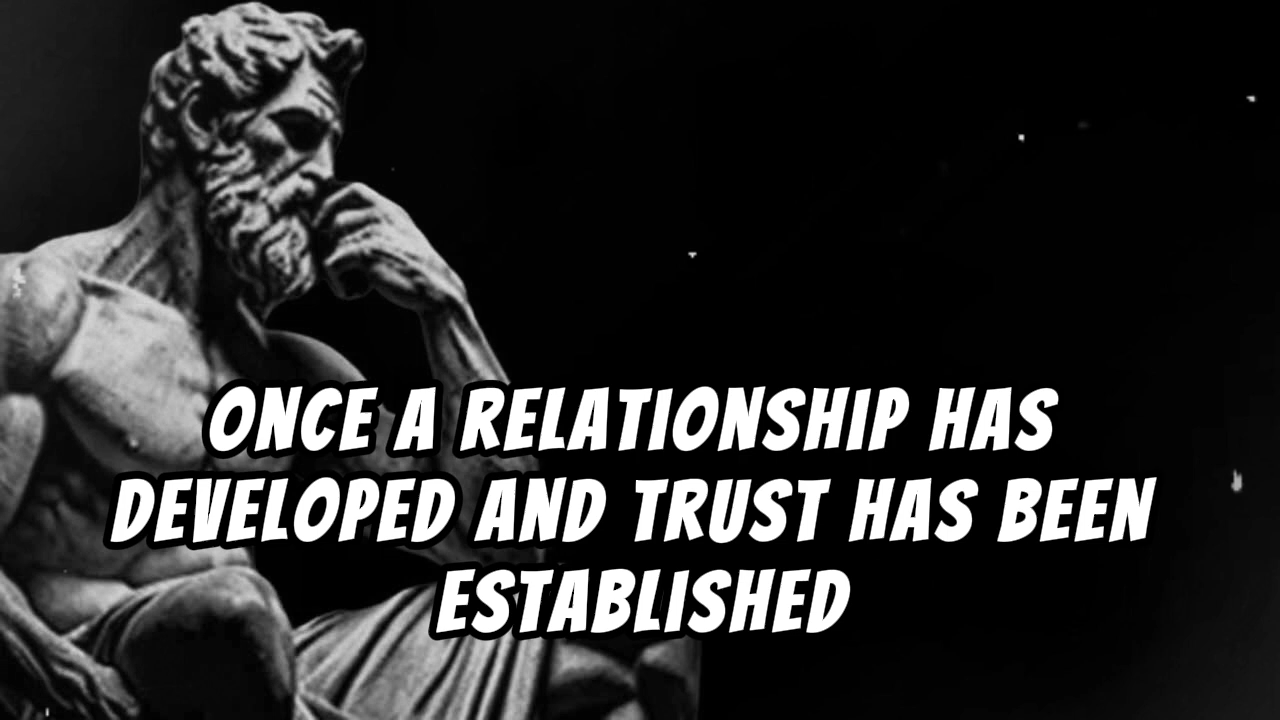 ONCE A RELATIONSHIP HAS
DEVELOPED AND TRUST HAS BEEN
ESTABLISHED